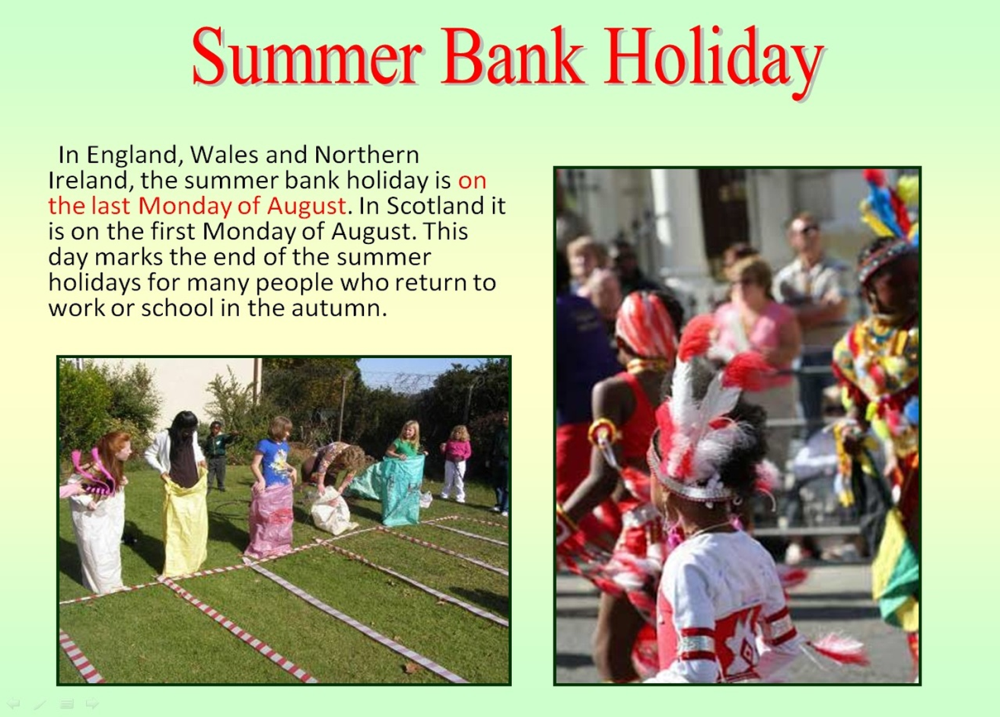 Summer Bank Holiday
In England, Wales and Northern
Ireland, the summer bank holiday is on
the last Monday of August. In Scotland it
is on the first Monday of August. This
day marks the end of the summer
holidays for many people who return to
work or school in the autumn.